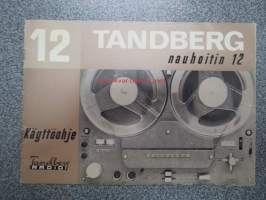 12
TANDBERG
nauhoitin 12
Käyttöohje
Tandberg
RADIO